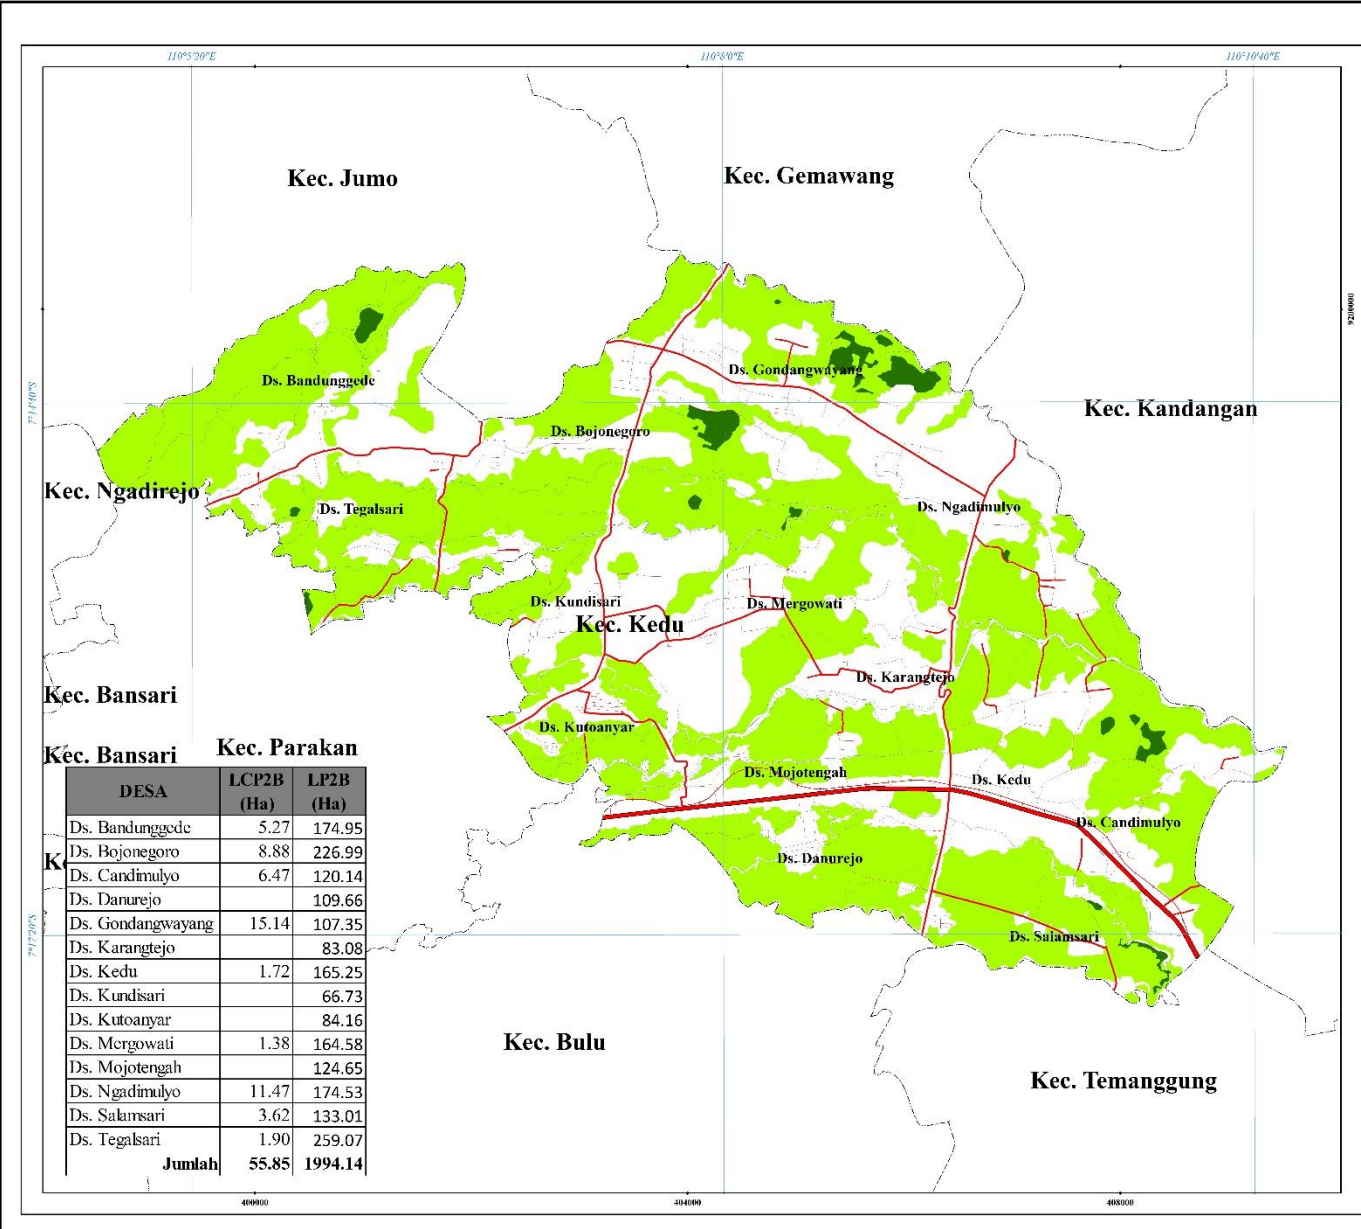 110°5'20"E 110°8'0"E 110°10'40"E
Kec. Jumo
Kec. Gemawang
9200000
7°14'40"S
Ds. Gondangwayang
Ds. Bandunggede
Kec. Kandangan
Ds. Bojonegoro
Kec. Ngadirejo
Ds. Tegalsari
Ds. Ngadimulyo
Ds. Kundisari
Ds. Mergowati
Kec. Kedu
Ds. Karangtejo
Kec. Bansari
Ds. Kutoanyar
Kec. Bansari
Kec. Parakan
Ds. Mojotengah
Ds. Kedu
Ds. Candimulyo
Ds. Danurejo
Ds. Salamsari
7°17'20"S
Kec. Bulu
Kec. Temanggung
DESA LCP2B (Ha) LP2B (Ha)
Ds. Bandunggede 5.27 174.95
Ds. Bojonegoro 8.88 226.99
Ds. Candimulyo 6.47 120.14
Ds. Danurejo 109.66
Ds. Gondangwayang 15.14 107.35
Ds. Karangtejo 83.08
Ds. Kedu 1.72 165.25
Ds. Kundisari 66.73
Ds. Kutoanyar 84.16
Ds. Mergowati 1.38 164.58
Ds. Mojotengah 124.65
Ds. Ngadimulyo 11.47 174.53
Ds. Salamsari 3.62 133.01
Ds. Tegalsari 1.90 259.07
Jumlah 55.85 1994.14
400000 404000 408000